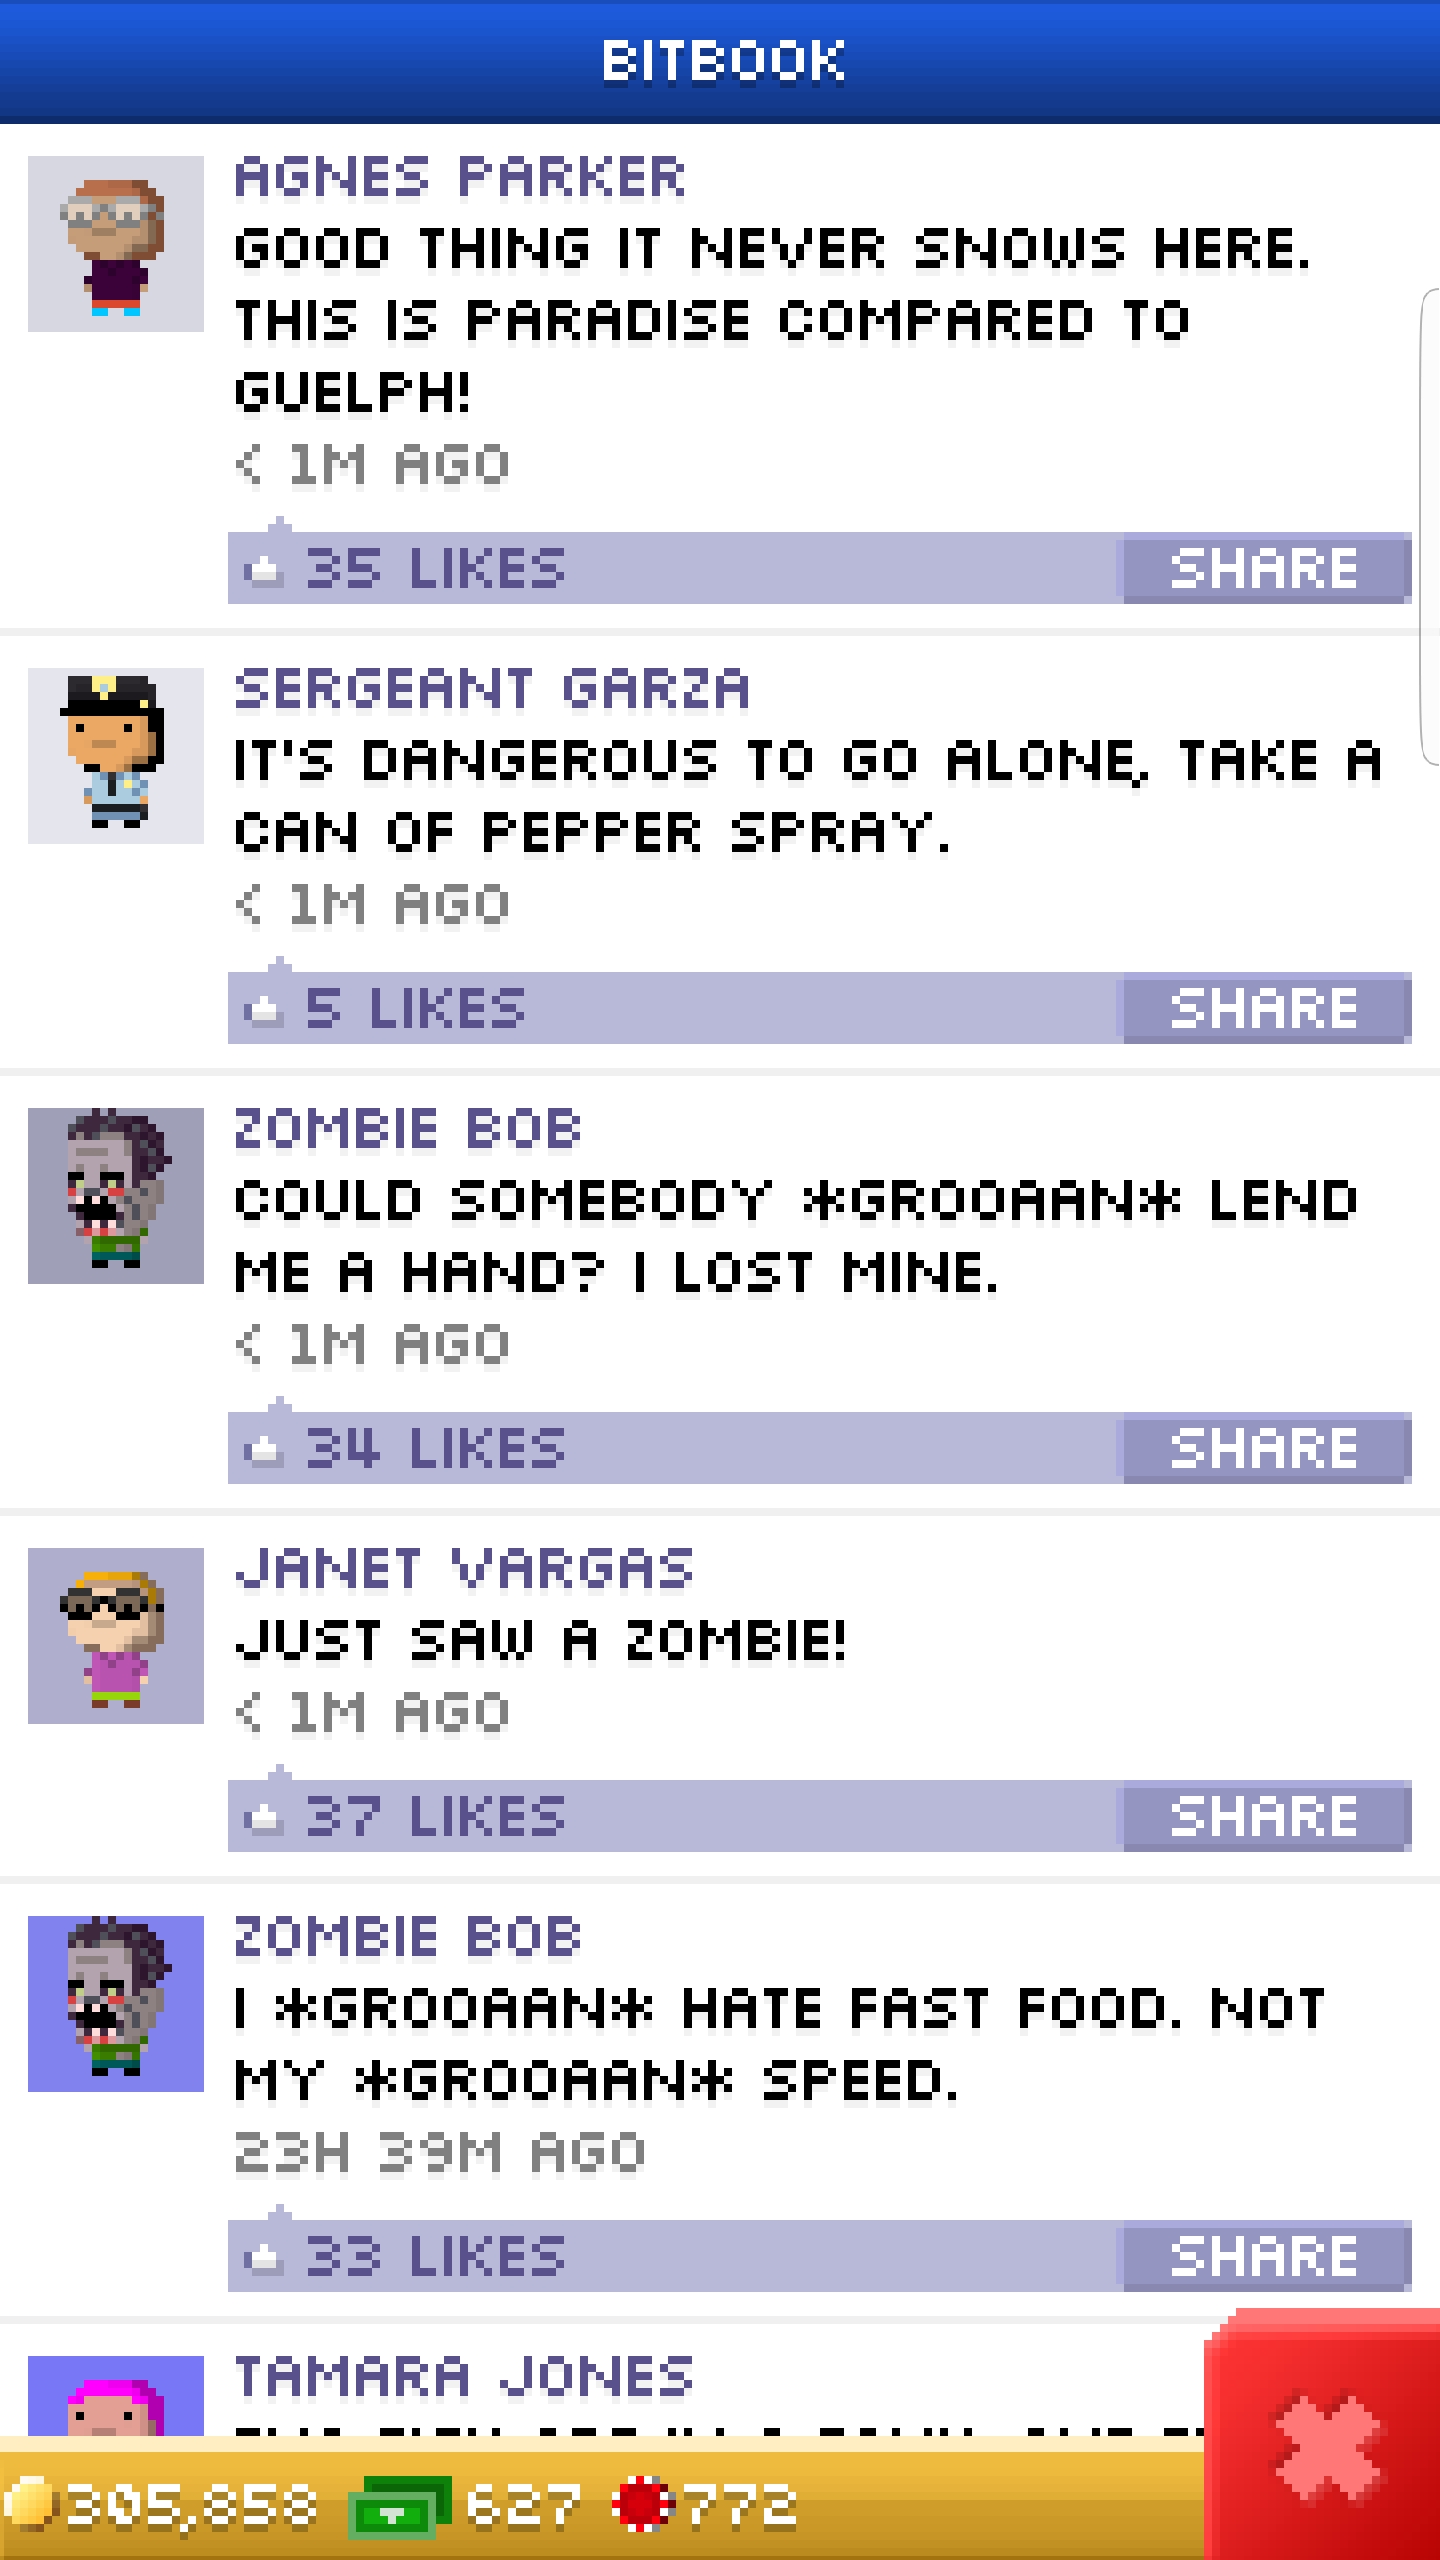 BITBOOK
AGNES PARKER
GOOD THING IT NEVER SNOWS HERE.
THIS IS PARADISE COMPARED TO
GUELPH!
< 1M AGO
35 LIKES SHARE
SERGEANT GARZA
IT'S DANGEROUS TO GO ALONE, TAKE A
CAN OF PEPPER SPRAY.
< 1M AGO
5 LIKES SHARE
ZOMBIE BOB
COULD SOMEBODY *GROOAAN* LEND
ME A HAND? I LOST MINE.
< 1M AGO
34 LIKES SHARE
JANET VARGAS
JUST SAW A ZOMBIE!
< 1M AGO
37 LIKES SHARE
ZOMBIE BOB
I *GROOAAN* HATE FAST FOOD. NOT
MY *GROOAAN* SPEED.
23H 39M AGO
33 LIKES SHARE
TAMARA JONES
305,858 627 772